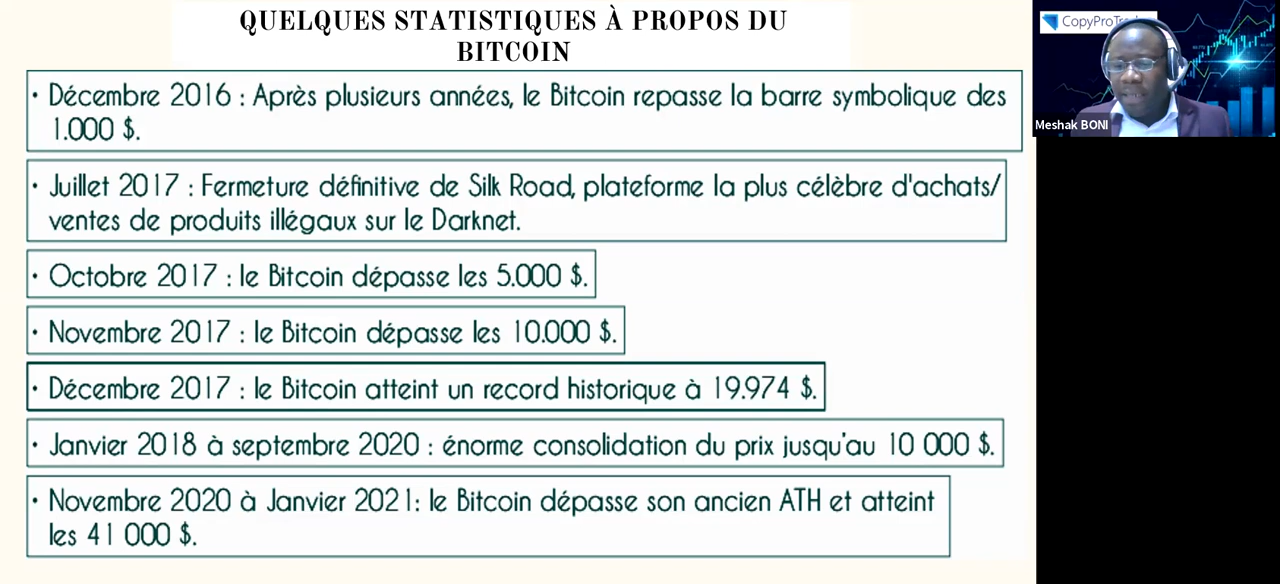 QUELQUES STATISTIQUES À PROPOS DU
BITCOIN
• Décembre 2016 : Après plusieurs années, le Bitcoin repasse la barre symbolique des
1.000 $.
• Juillet 2017 : Fermeture définitive de Silk Road, plateforme la plus célèbre d'achats/
ventes de produits illégaux sur le Darknet.
• Octobre 2017 : le Bitcoin dépasse les 5.000 $.
• Novembre 2017 : le Bitcoin dépasse les 10.000 $.
• Décembre 2017 : le Bitcoin atteint un record historique à 19.974 $.
• Janvier 2018 à septembre 2020 : énorme consolidation du prix jusqu'au 10 000 $.
• Novembre 2020 à Janvier 2021: le Bitcoin dépasse son ancien ATH et atteint
les 41 000 $.
Meshak BONI